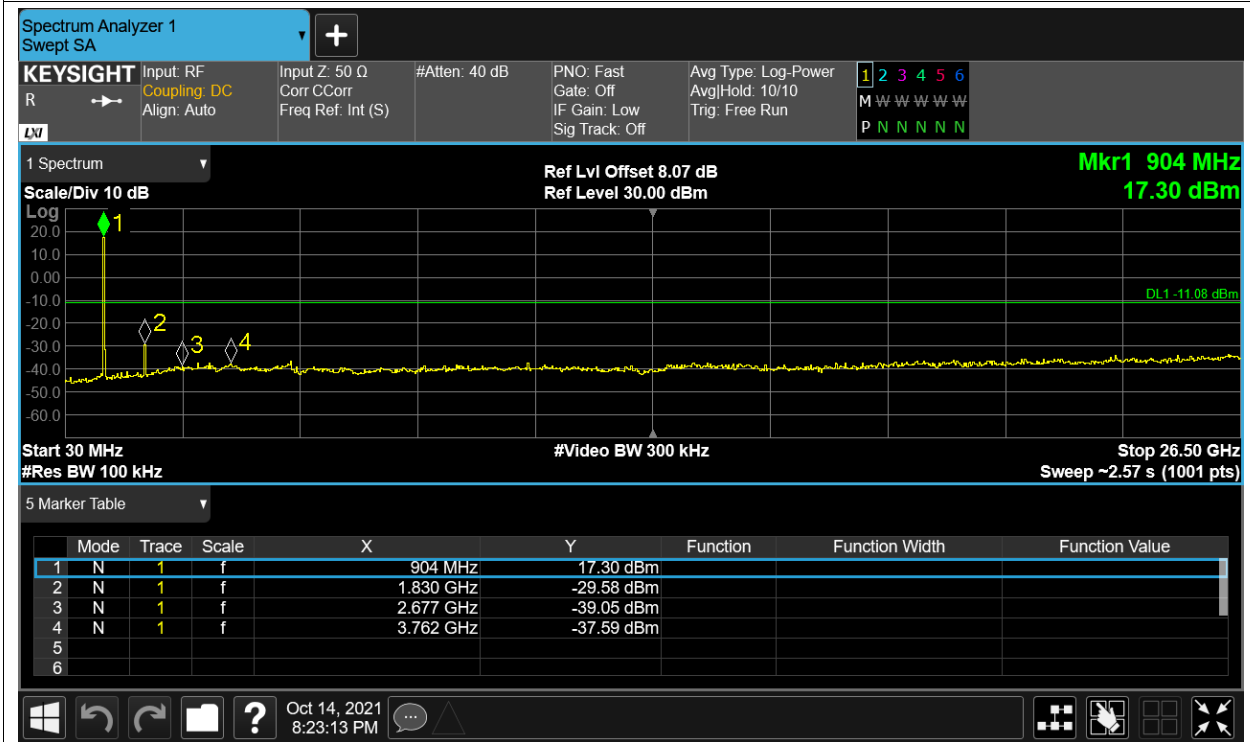 Spectrum Analyzer 1
Swept SA
KEYSIGHT
R
LXI
Input: RF
Coupling: DC
Align: Auto
Input Z: 50 Ω
Corr CCorr
Freq Ref: Int (S)
#Atten: 40 dB
PNO: Fast
Gate: Off
IF Gain: Low
Sig Track: Off
Avg Type: Log-Power
Avg|Hold: 10/10
Trig: Free Run
1 2 3 4 5 6
M W W W W W
P N N N N N
1 Spectrum
Scale/Div 10 dB
Ref Lvl Offset 8.07 dB
Ref Level 30.00 dBm
Mkr1 904 MHz
17.30 dBm
Log
20.0
10.0
0.00
-10.0
-20.0
-30.0
-40.0
-50.0
-60.0
1
2
3
4
DL1 -11.08 dBm
Start 30 MHz
#Res BW 100 kHz
#Video BW 300 kHz
Stop 26.50 GHz
Sweep ~2.57 s (1001 pts)
5 Marker Table
Mode Trace Scale X Y Function Function Width Function Value
1 N 1 f 904 MHz 17.30 dBm
2 N 1 f 1.830 GHz -29.58 dBm
3 N 1 f 2.677 GHz -39.05 dBm
4 N 1 f 3.762 GHz -37.59 dBm
5
6
?
Oct 14, 2021
8:23:13 PM